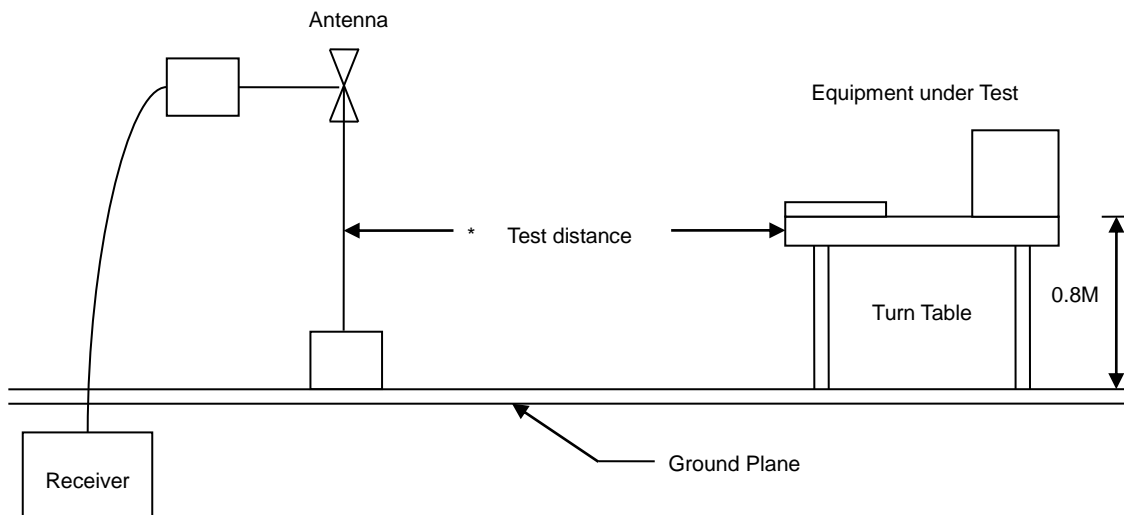 Antenna
Equipment under Test
* Test distance
0.8M
Turn Table
Ground Plane
Receiver